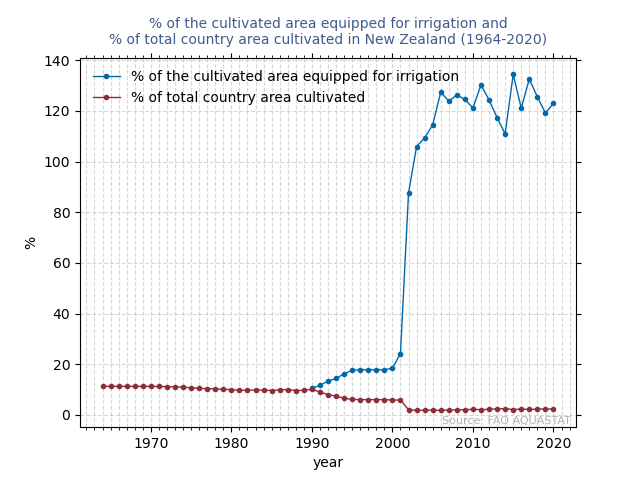 % of the cultivated area equipped for irrigation and
% of total country area cultivated in New Zealand (1964-2020)
% of the cultivated area equipped for irrigation
% of total country area cultivated
140
120
100
80
60
40
20
0
%
1970 1980 1990 2000 2010 2020
year
Source: FAO AQUASTAT